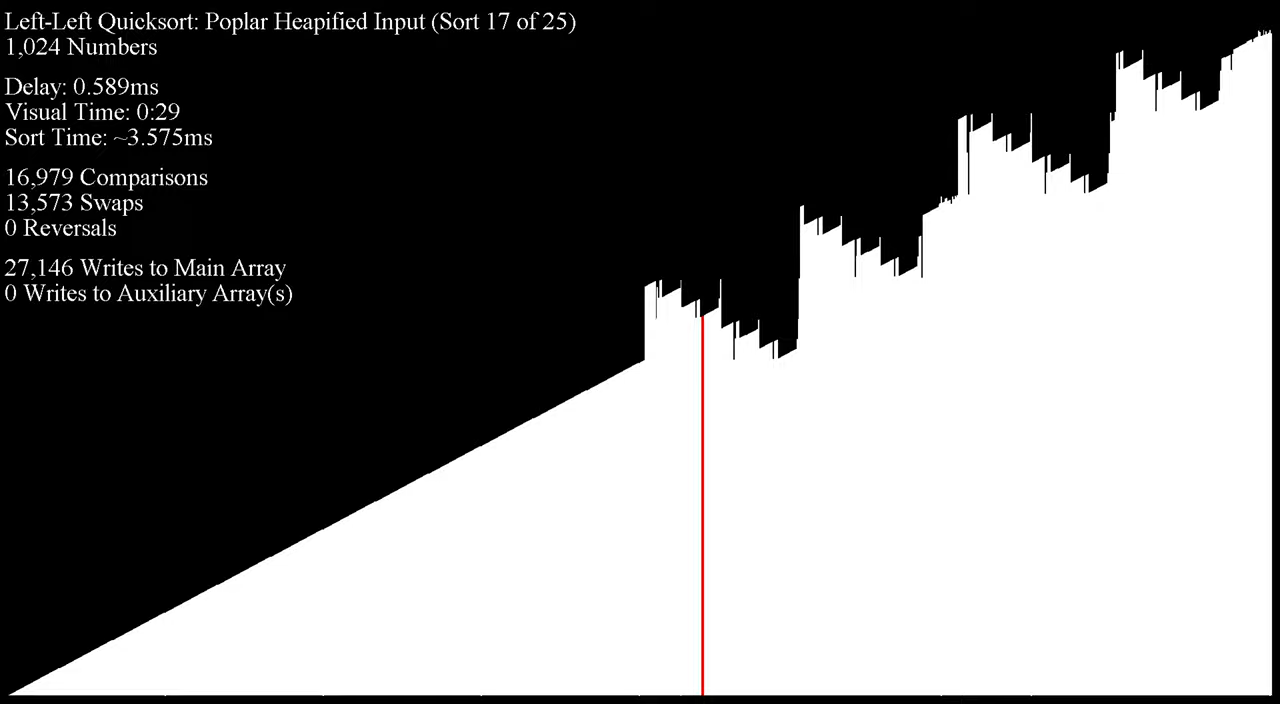 Left-Left Quicksort: Poplar Heapified Input (Sort 17 of 25)
1,024 Numbers
Delay: 0.589ms
Visual Time: 0:29
Sort Time: ~3.575ms
16,979 Comparisons
13,573 Swaps
0 Reversals
27,146 Writes to Main Array
0 Writes to Auxiliary Array(s)